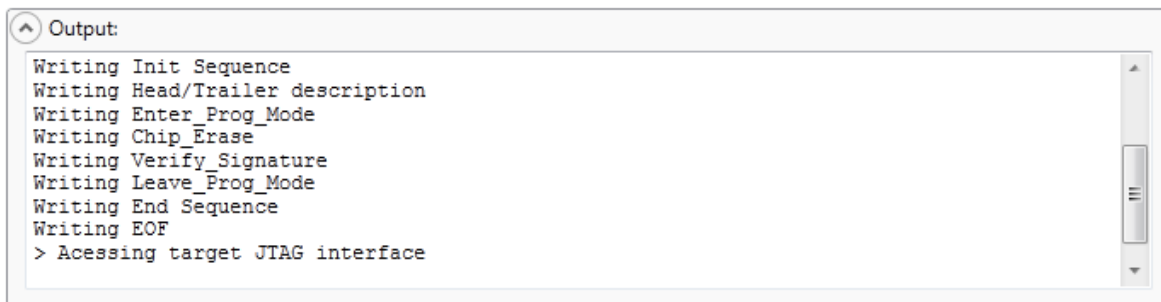 Output:
Writing Init Sequence
Writing Head/Trailer description
Writing Enter_Prog_Mode
Writing Chip_Erase
Writing Verify_Signature
Writing Leave_Prog_Mode
Writing End Sequence
Writing EOF
> Acessing target JTAG interface